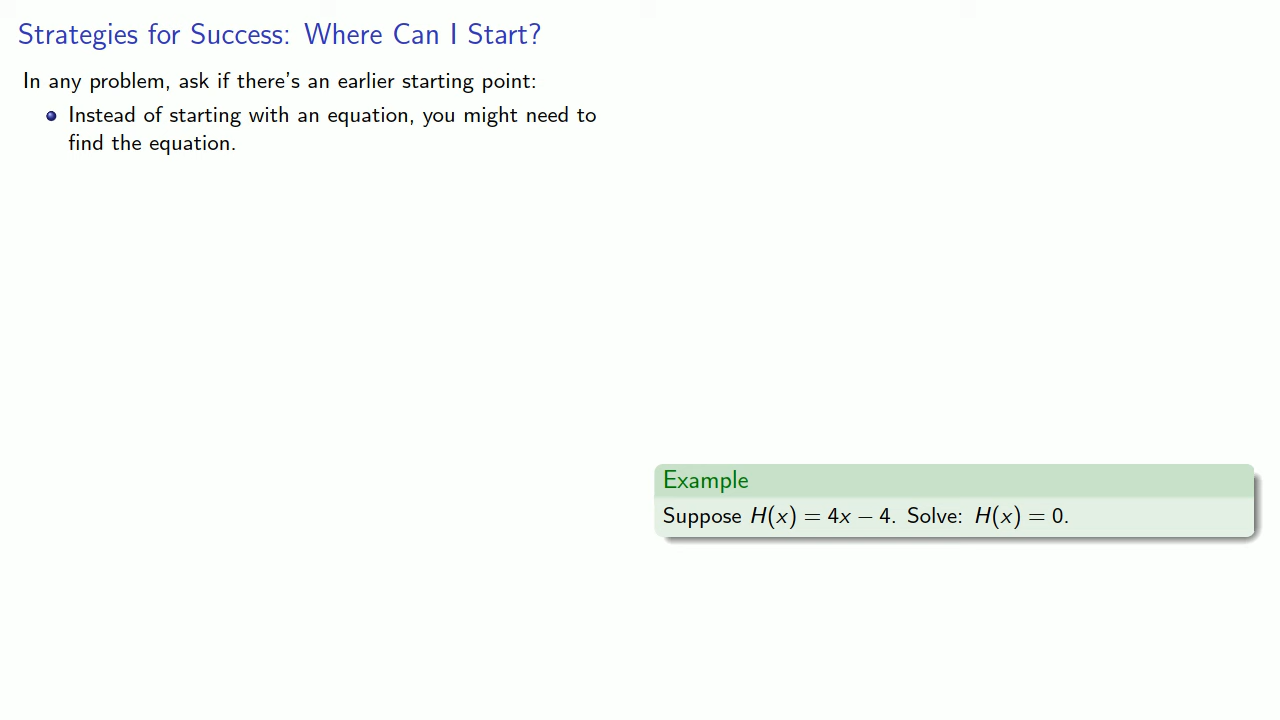 Strategies for Success: Where Can I Start?
In any problem, ask if there's an earlier starting point:
Instead of starting with an equation, you might need to
find the equation.
Example
Suppose H(x) = 4x − 4. Solve: H(x) = 0.